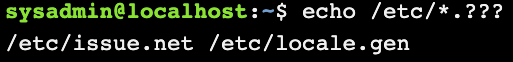 sysadmin@localhost:~$ echo /etc/*.???
/etc/issue.net /etc/locale.gen